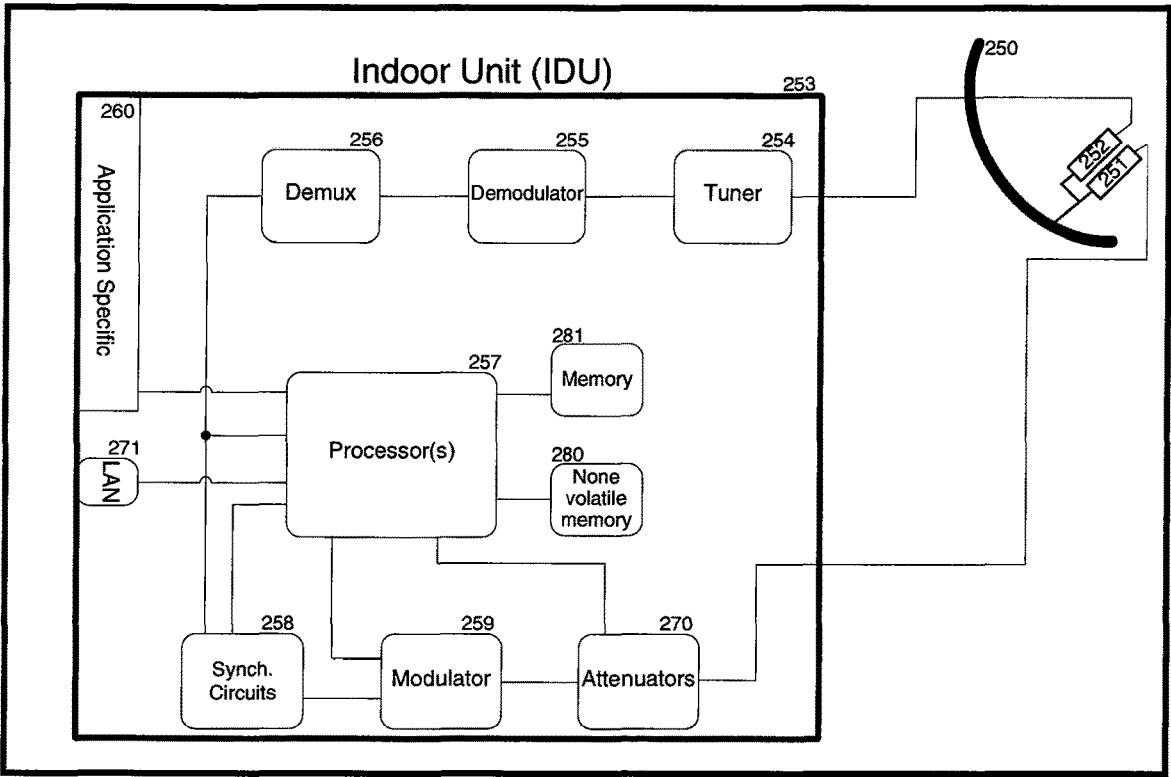 Indoor Unit (IDU)
250
253
260
256
255
254
252
251
Demux
Demodulator
Tuner
Application Specific
281
257
Memory
271
LAN
Processor(s)
280
None
volatile
memory
258
259
270
Synch.
Circuits
Modulator
Attenuators